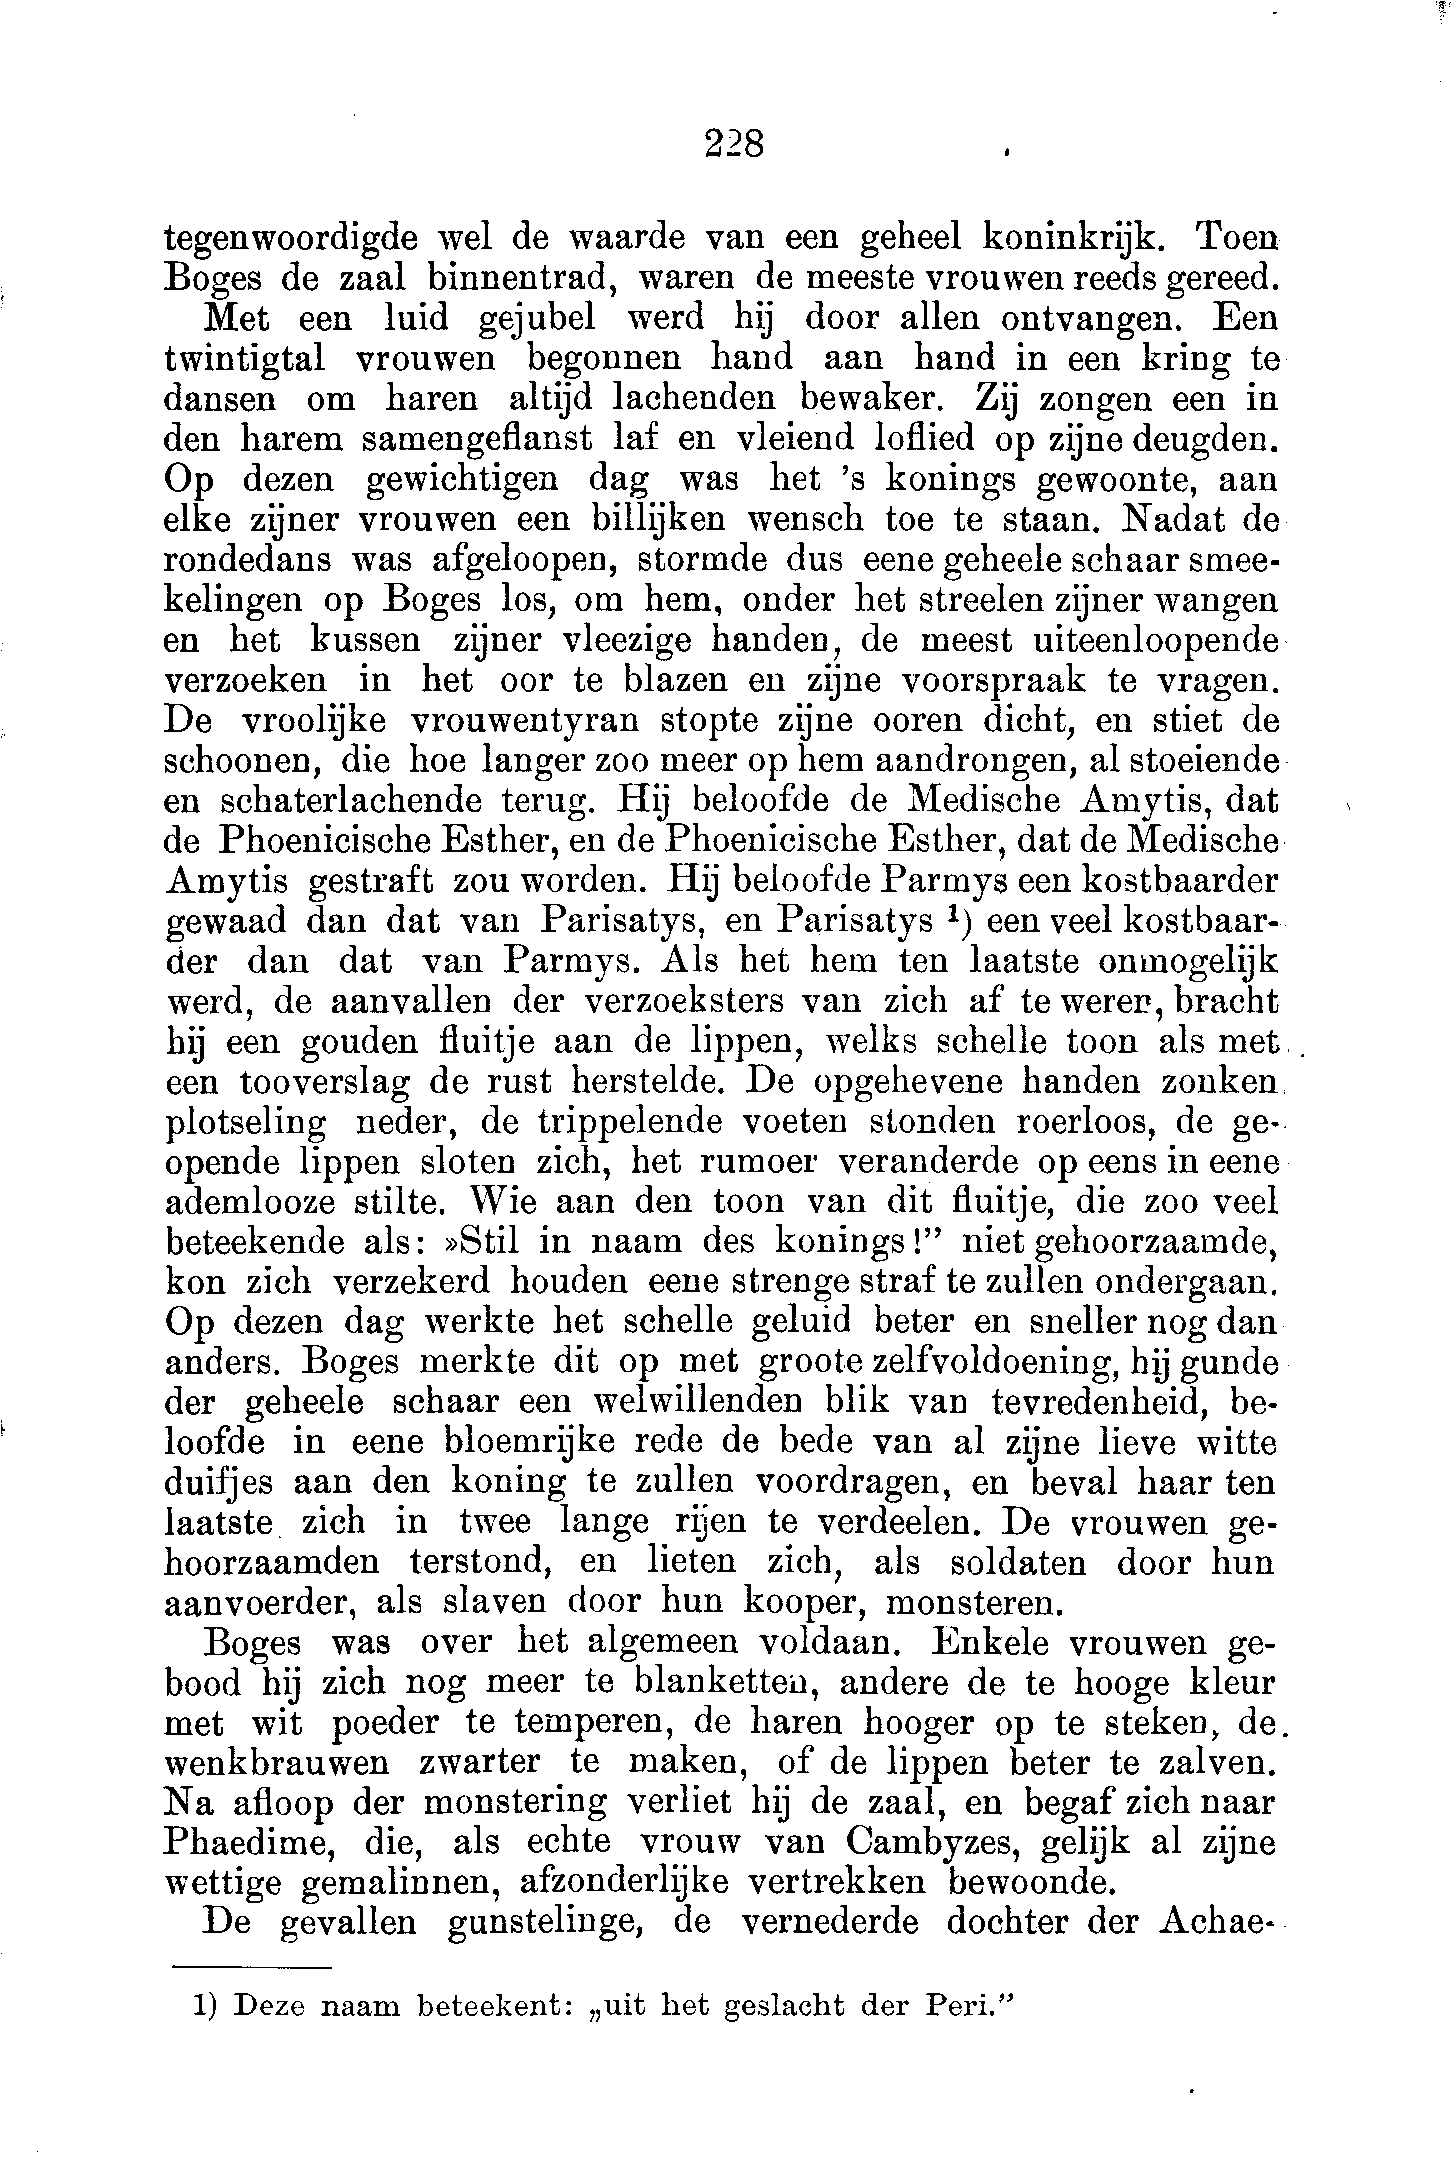 228
tegenwoordigde wel de waarde van een geheel koninkrijk. Toen
Boges de zaal binnentrad, waren de meeste vrouwen reeds gereed.
Met een luid gejubel werd hij door allen ontvangen. Een
twintigtal vrouwen begonnen hand aan hand in een kring te
dansen om haren altijd lachenden bewaker. Zij zongen een in
den harem samengeflanst laf en vleiend loflied op zijne deugden.
Op dezen gewichtigen dag was het 's konings gewoonte, aan
elke zijner vrouwen een billijken wensch toe te staan. Nadat de
rondedans was afgeloopen, stormde dus eene geheele schaar smee-
kelingen op Boges los, om hem, onder het streelen zijner wangen
en het kussen zijner vleezige handen, de meest uiteenloopende
verzoeken in het oor te blazen en zijne voorspraak te vragen.
De vroolijke vrouwentyran stopte zijne ooren dicht, en stiet de
schoonen, die hoe langer zoo meer op hem aandrongen, al stoeiende
en schaterlachende terug. Hij beloofde de Medische Amytis, dat
de Phoenicische Esther, en de Phoenicische Esther, dat de Medische
Amytis gestraft zou worden. Hij beloofde Parmys een kostbaarder
gewaad dan dat van Parisatys, en Parisatys ¹) een veel kostbaar-
der dan dat van Parmys. Als het hem ten laatste onmogelijk
werd, de aanvallen der verzoeksters van zich af te weren, bracht
hij een gouden fluitje aan de lippen, welks schelle toon als met
een tooverslag de rust herstelde. De opgehevene handen zonken
plotseling neder, de trippelende voeten stonden roerloos, de ge-
opende lippen sloten zich, het rumoer veranderde op eens in eene
ademlooze stilte. Wie aan den toon van dit fluitje, die zoo veel
beteekende als: »Stil in naam des konings!” niet gehoorzaamde,
kon zich verzekerd houden eene strenge straf te zullen ondergaan.
Op dezen dag werkte het schelle geluid beter en sneller nog dan
anders. Boges merkte dit op met groote zelfvoldoening, hij gunde
der geheele schaar een welwillenden blik van tevredenheid, be-
loofde in eene bloemrijke rede de bede van al zijne lieve witte
duifjes aan den koning te zullen voordragen, en beval haar ten
laatste zich in twee lange rijen te verdeelen. De vrouwen ge-
hoorzaamden terstond, en lieten zich, als soldaten door hun
aanvoerder, als slaven door hun kooper, monsteren.
Boges was over het algemeen voldaan. Enkele vrouwen ge-
bood hij zich nog meer te blanketten, andere de te hooge kleur
met wit poeder te temperen, de haren hooger op te steken, de
wenkbrauwen zwarter te maken, of de lippen beter te zalven.
Na afloop der monstering verliet hij de zaal, en begaf zich naar
Phaedime, die, als echte vrouw van Cambyzes, gelijk al zijne
wettige gemalinnen, afzonderlijke vertrekken bewoonde.
De gevallen gunstelinge, de vernederde dochter der Achae-
1) Deze naam beteekent: „uit het geslacht der Peri.”